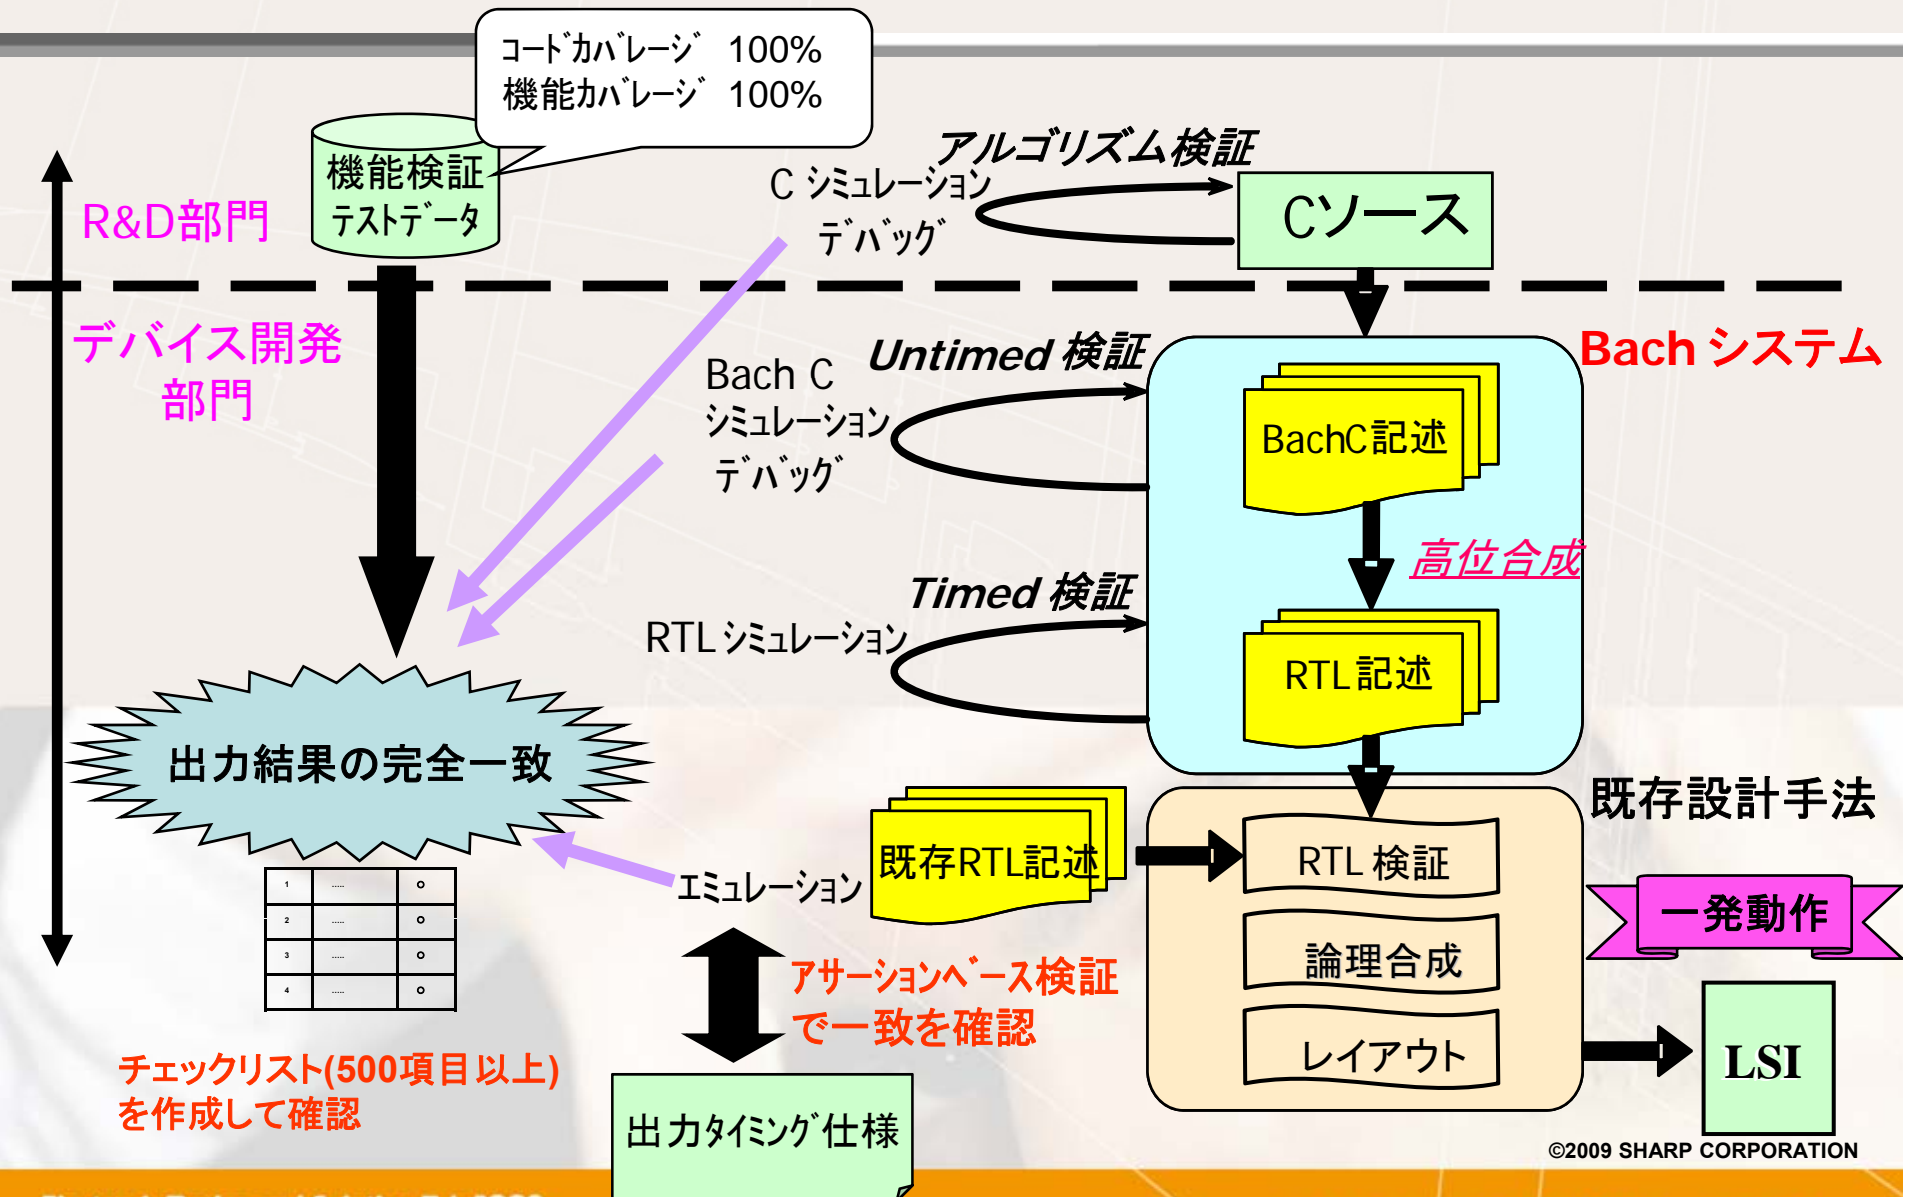 コードカバレージ 100%
機能カバレージ 100%
機能検証
テストデータ
R&D部門
デバイス開発
部門
アルゴリズム検証
C シミュレーション
デバッグ
Cソース
Bach システム
Untimed 検証
Bach C
シミュレーション
デバッグ
BachC記述
高位合成
Timed 検証
RTLシミュレーション
RTL記述
出力結果の完全一致
1 ..... ○
2 ..... ○
3 ..... ○
4 ..... ○
チェックリスト(500項目以上)
を作成して確認
エミュレーション
既存RTL記述
アサーションベース検証
で一致を確認
出力タイミング仕様
既存設計手法
RTL 検証
論理合成
レイアウト
一発動作
LSI
©2009 SHARP CORPORATION